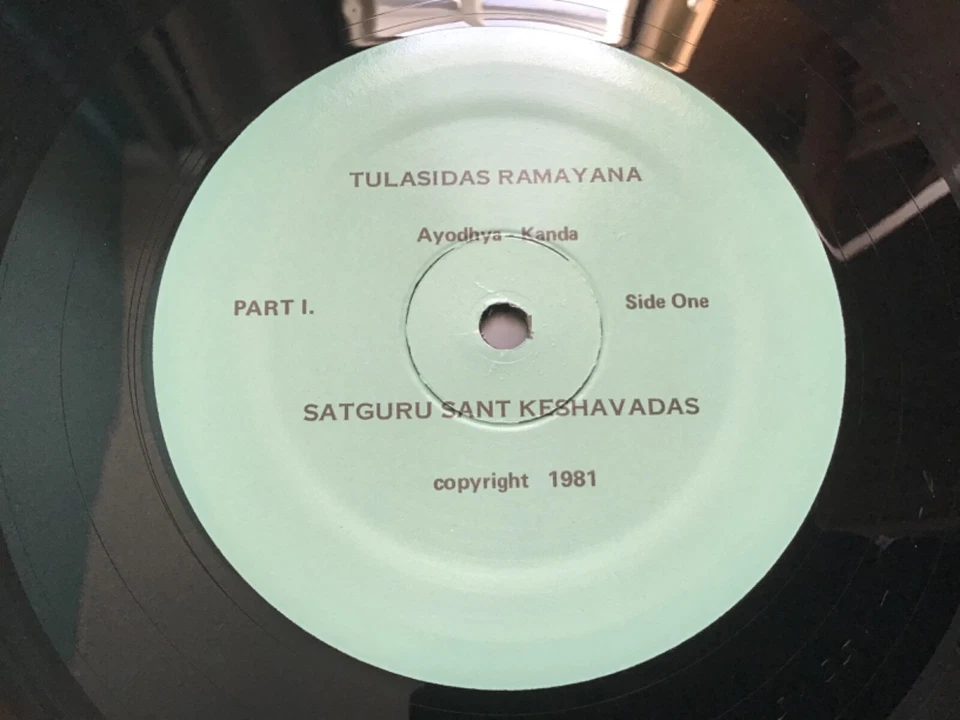 TULASIDAS RAMAYANA
Ayodhya - Kanda
PART I.
Side One
SATGURU SANT KESHAVADAS
copyright 1981